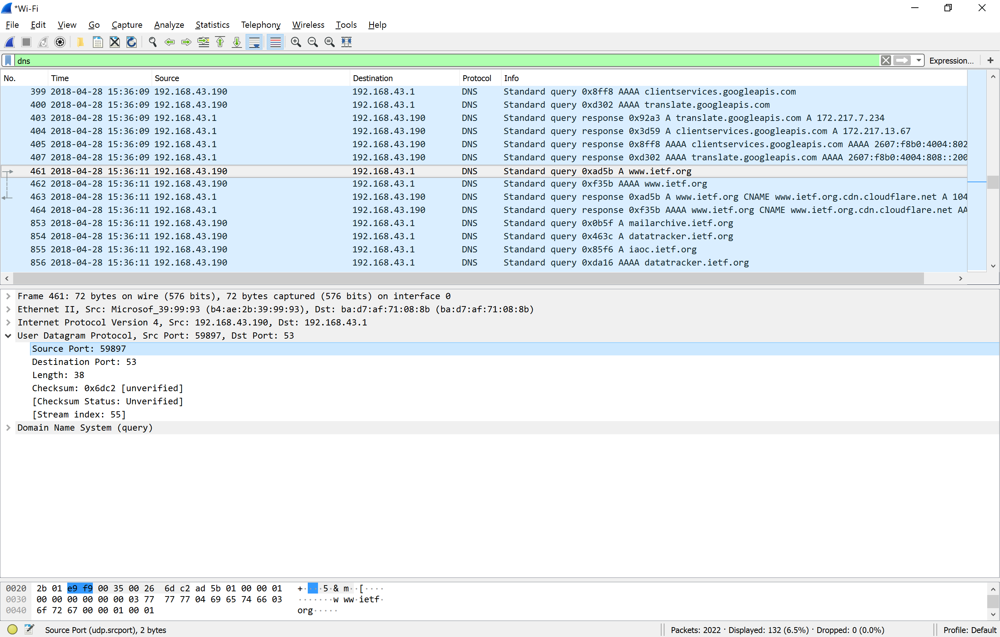 *Wi-Fi
File Edit View Go Capture Analyze Statistics Telephony Wireless Tools Help
dns Expression... +
No. Time Source Destination Protocol Info
399 2018-04-28 15:36:09 192.168.43.190 192.168.43.1 DNS Standard query 0x8ff8 AAAA clientservices.googleapis.com
400 2018-04-28 15:36:09 192.168.43.190 192.168.43.1 DNS Standard query 0xd302 AAAA translate.googleapis.com
403 2018-04-28 15:36:09 192.168.43.1 192.168.43.190 DNS Standard query response 0x92a3 A translate.googleapis.com A 172.217.7.234
404 2018-04-28 15:36:09 192.168.43.1 192.168.43.190 DNS Standard query response 0x3d59 A clientservices.googleapis.com A 172.217.13.67
405 2018-04-28 15:36:09 192.168.43.1 192.168.43.190 DNS Standard query response 0x8ff8 AAAA clientservices.googleapis.com AAAA 2607:f8b0:4004:802
407 2018-04-28 15:36:09 192.168.43.1 192.168.43.190 DNS Standard query response 0xd302 AAAA translate.googleapis.com AAAA 2607:f8b0:4004:808::200
461 2018-04-28 15:36:11 192.168.43.190 192.168.43.1 DNS Standard query 0xad5b A www.ietf.org
462 2018-04-28 15:36:11 192.168.43.190 192.168.43.1 DNS Standard query 0xf35b AAAA www.ietf.org
463 2018-04-28 15:36:11 192.168.43.1 192.168.43.190 DNS Standard query response 0xad5b A www.ietf.org CNAME www.ietf.org.cdn.cloudflare.net A 104
464 2018-04-28 15:36:11 192.168.43.1 192.168.43.190 DNS Standard query response 0xf35b AAAA www.ietf.org CNAME www.ietf.org.cdn.cloudflare.net AA
853 2018-04-28 15:36:11 192.168.43.190 192.168.43.1 DNS Standard query 0x0b5f A mailarchive.ietf.org
854 2018-04-28 15:36:11 192.168.43.190 192.168.43.1 DNS Standard query 0x463c A datatracker.ietf.org
855 2018-04-28 15:36:11 192.168.43.190 192.168.43.1 DNS Standard query 0x85f6 A iaoc.ietf.org
856 2018-04-28 15:36:11 192.168.43.190 192.168.43.1 DNS Standard query 0xda16 AAAA datatracker.ietf.org
Frame 461: 72 bytes on wire (576 bits), 72 bytes captured (576 bits) on interface 0
Ethernet II, Src: Microsof_39:99:93 (b4:ae:2b:39:99:93), Dst: ba:d7:af:71:08:8b (ba:d7:af:71:08:8b)
Internet Protocol Version 4, Src: 192.168.43.190, Dst: 192.168.43.1
User Datagram Protocol, Src Port: 59897, Dst Port: 53
Source Port: 59897
Destination Port: 53
Length: 38
Checksum: 0x6dc2 [unverified]
[Checksum Status: Unverified]
[Stream index: 55]
Domain Name System (query)
0020 2b 01 e9 f9 00 35 00 26 6d c2 ad 5b 01 00 00 01 +····5·& m··[····
0030 00 00 00 00 00 00 03 77 77 77 04 69 65 74 66 03 ·······w ww·ietf·
0040 6f 72 67 00 00 01 00 01 org·····
Source Port (udp.srcport), 2 bytes Packets: 2022 · Displayed: 132 (6.5%) · Dropped: 0 (0.0%) Profile: Default